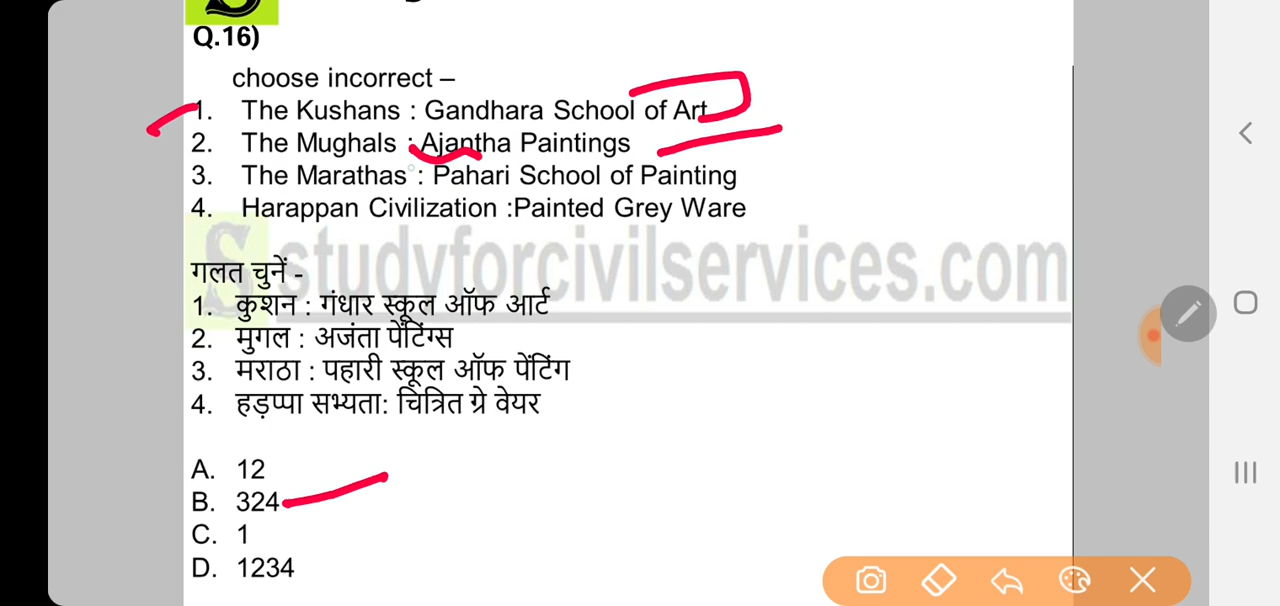 Q.16)
choose incorrect –
1. The Kushans : Gandhara School of Art
2. The Mughals : Ajantha Paintings
3. The Marathas : Pahari School of Painting
4. Harappan Civilization :Painted Grey Ware
studyforcivilservices.com
गलत चुनें -
1. कुशन : गंधार स्कूल ऑफ आर्ट
2. मुगल : अजंता पेंटिंग्स
3. मराठा : पहारी स्कूल ऑफ पेंटिंग
4. हड़प्पा सभ्यता: चित्रित ग्रे वेयर
A. 12
B. 324
C. 1
D. 1234